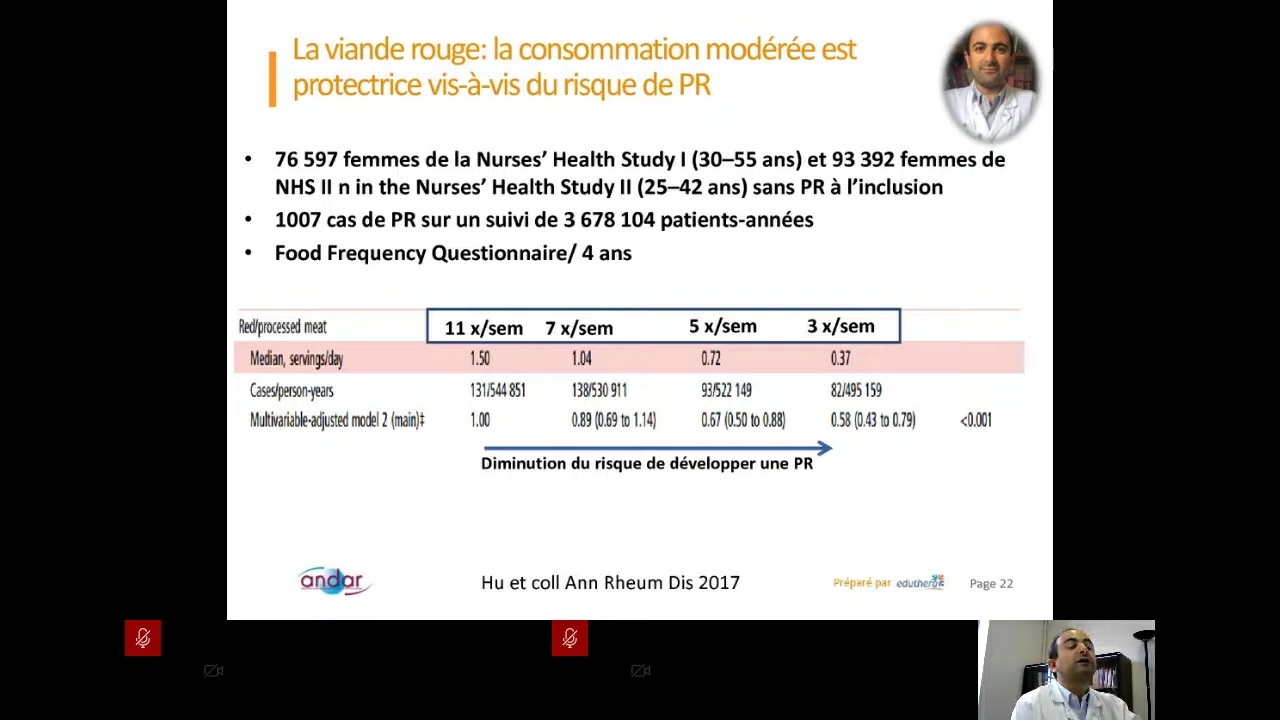 La viande rouge: la consommation modérée est
protectrice vis-à-vis du risque de PR
• 76 597 femmes de la Nurses’ Health Study I (30–55 ans) et 93 392 femmes de
NHS II n in the Nurses’ Health Study II (25–42 ans) sans PR à l’inclusion
• 1007 cas de PR sur un suivi de 3 678 104 patients-années
• Food Frequency Questionnaire/ 4 ans
Red/processed meat 11 x/sem 7 x/sem 5 x/sem 3 x/sem
Median, servings/day 1.50 1.04 0.72 0.37
Cases/person-years 131/544 851 138/530 911 93/522 149 82/495 159
Multivariable-adjusted model 2 (main)‡ 1.00 0.89 (0.69 to 1.14) 0.67 (0.50 to 0.88) 0.58 (0.43 to 0.79) <0.001
Diminution du risque de développer une PR
andar Hu et coll Ann Rheum Dis 2017 Préparé par Page 22